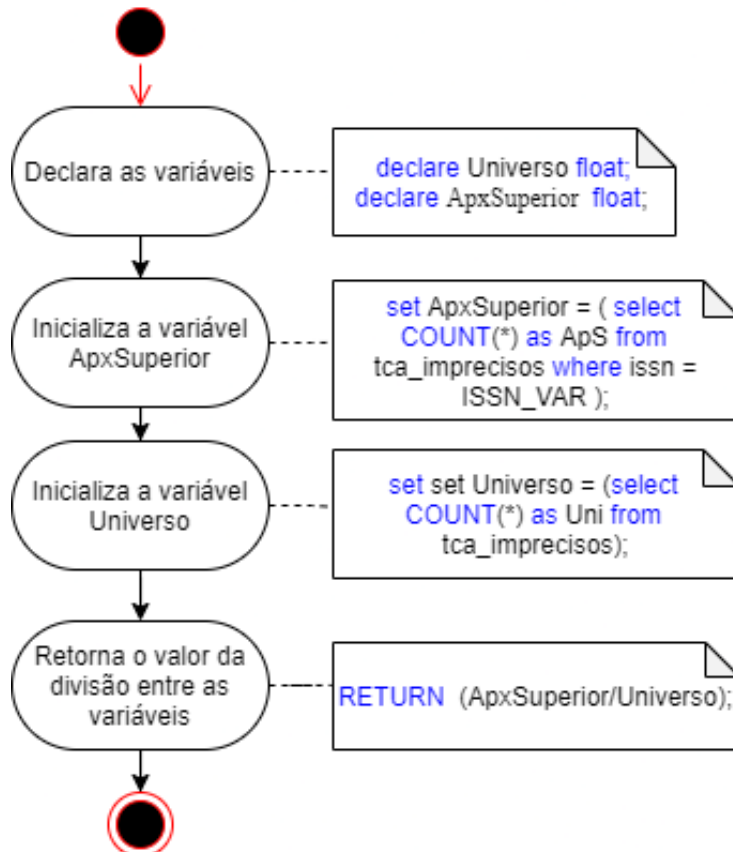 Declara as variáveis
declare Universo float;
declare ApxSuperior float;
Inicializa a variável
ApxSuperior
set ApxSuperior = ( select
COUNT(*) as ApS from
tca_imprecisos where issn =
ISSN_VAR );
Inicializa a variável
Universo
set set Universo = (select
COUNT(*) as Uni from
tca_imprecisos);
Retorna o valor da
divisão entre as
variáveis
RETURN (ApxSuperior/Universo);